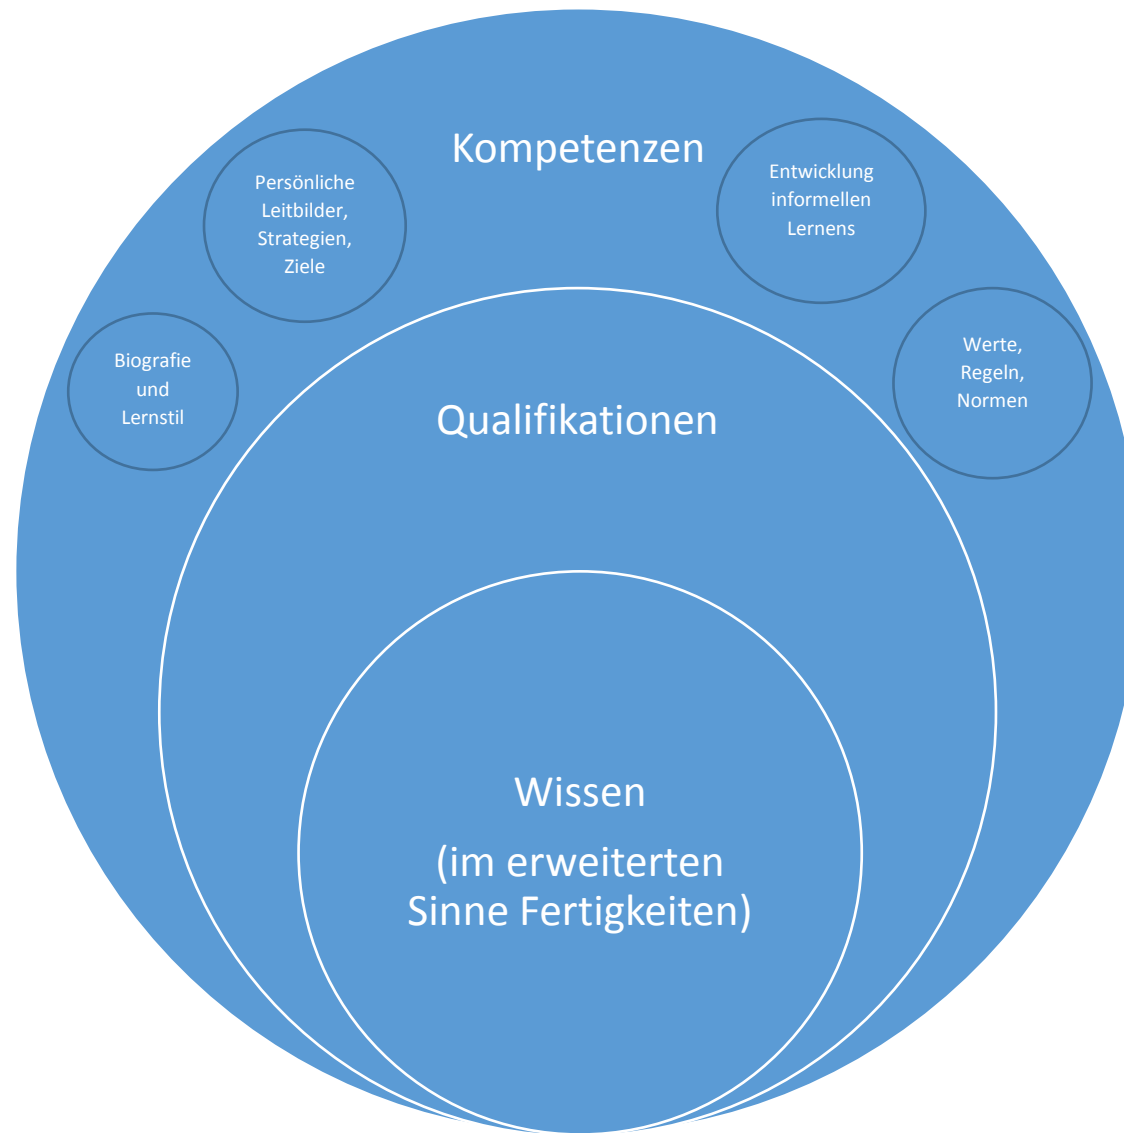 Kompetenzen
Persönliche
Leitbilder,
Strategien,
Ziele
Entwicklung
informellen
Lernens
Biografie
und
Lernstil
Werte,
Regeln,
Normen
Qualifikationen
Wissen
(im erweiterten
Sinne Fertigkeiten)